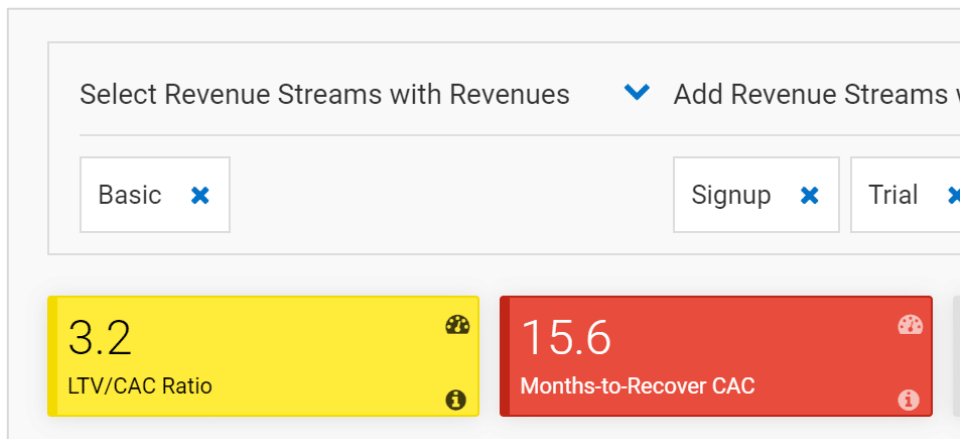 Select Revenue Streams with Revenues
Add Revenue Streams
Basic
Signup
Trial
3.2
LTV/CAC Ratio
15.6
Months-to-Recover CAC